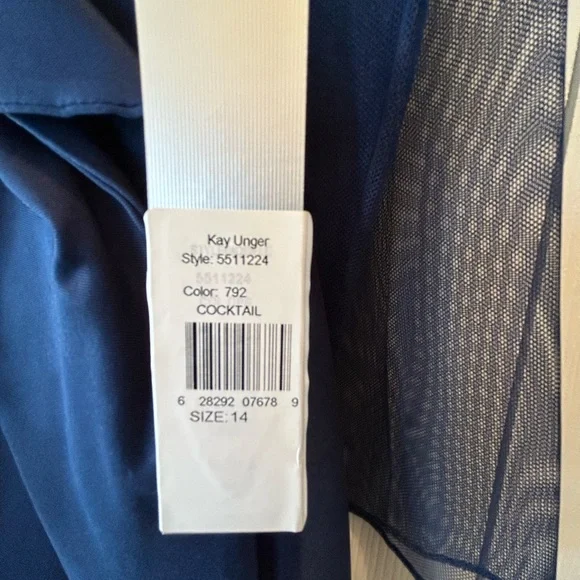 Kay Unger
Style: 5511224
5511224
Color: 792
COCKTAIL
6 28292 07678 9
SIZE: 14